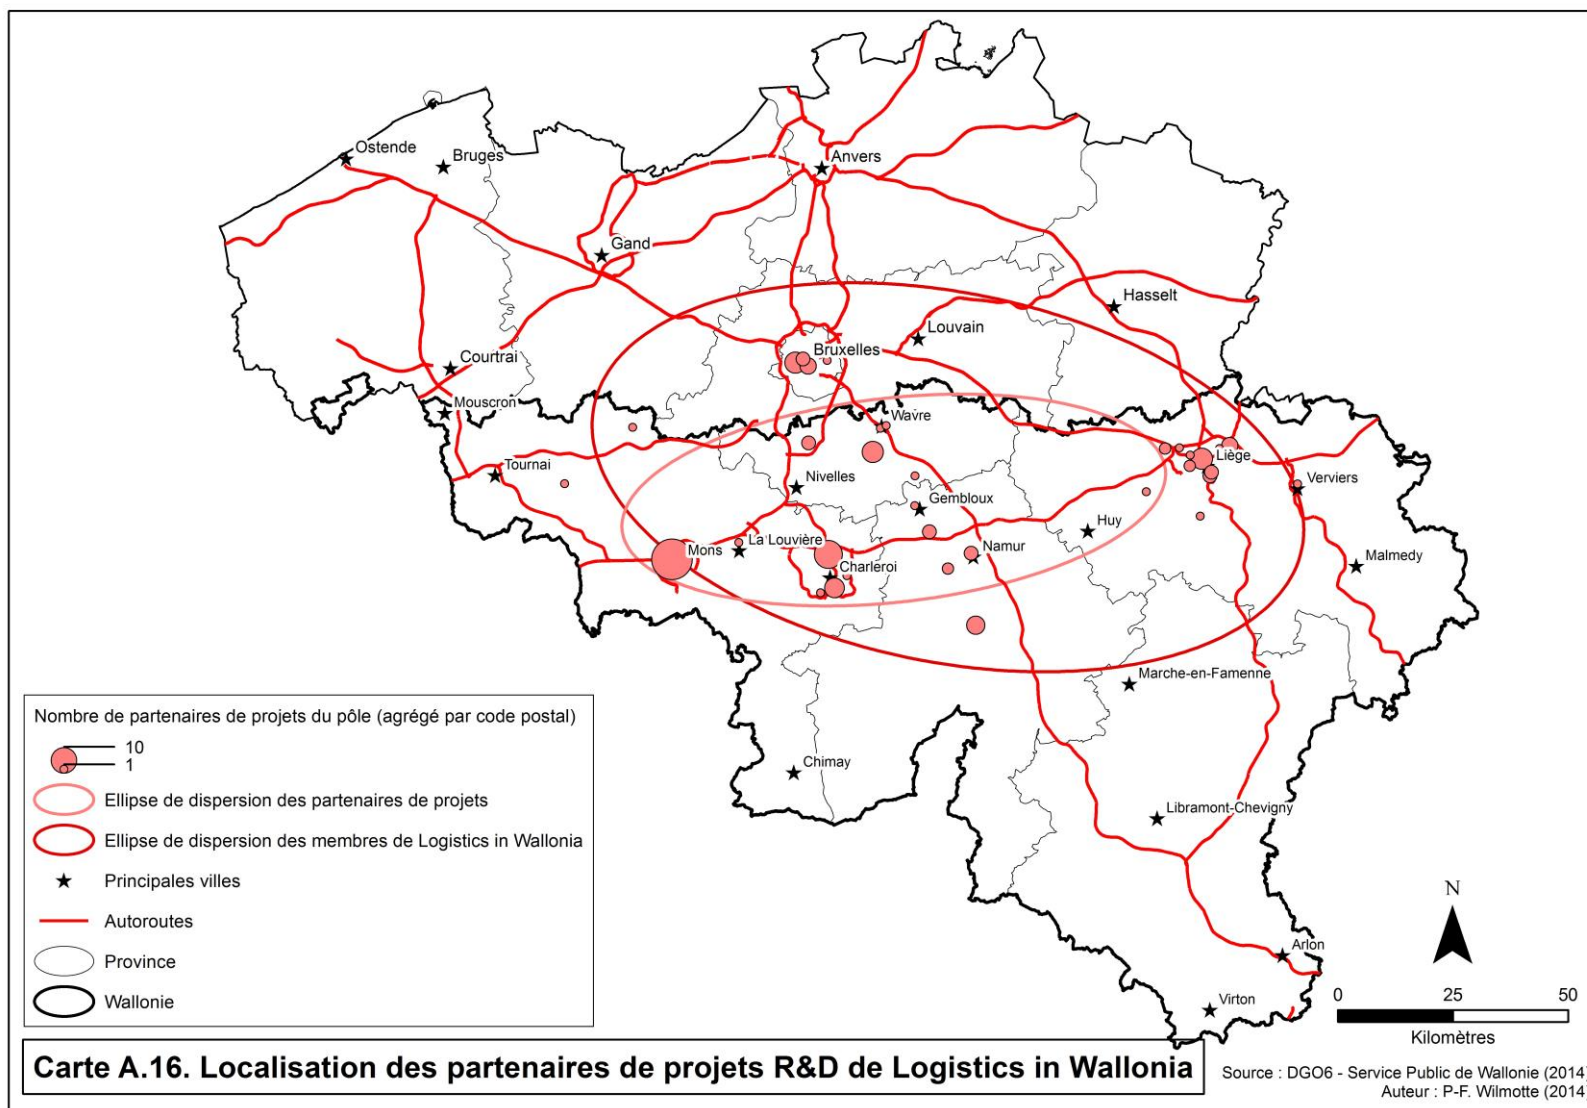 Ostende
Bruges
Anvers
Gand
Hasselt
Louvain
Bruxelles
Courtrai
Mouscron
Wavre
Tournai
Nivelles
Liège
Verviers
Gembloux
Huy
Mons
La Louvière
Namur
Charleroi
Malmedy
Marche-en-Famenne
Chimay
Libramont-Chevigny
Arlon
Virton
Nombre de partenaires de projets du pôle (agrégé par code postal)
10
1
Ellipse de dispersion des partenaires de projets
Ellipse de dispersion des membres de Logistics in Wallonia
Principales villes
Autoroutes
Province
Wallonie
N
0 25 50
Kilomètres
Carte A.16. Localisation des partenaires de projets R&D de Logistics in Wallonia
Source : DGO6 - Service Public de Wallonie (2014)
Auteur : P-F. Wilmotte (2014)